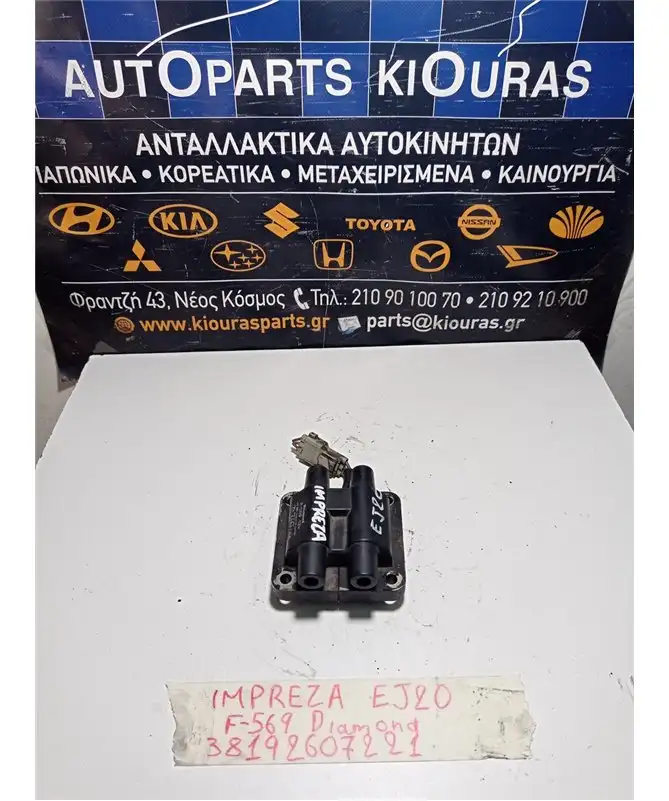 AUTOPARTS KIOURAS
ΑΝΤΑΛΛΑΚΤΙΚΑ ΑΥΤΟΚΙΝΗΤΩΝ
ΙΑΠΩΝΙΚΑ • ΚΟΡΕΑΤΙΚΑ • ΜΕΤΑΧΕΙΡΙΣΜΕΝΑ • ΚΑΙΝΟΥΡΓΙΑ
KIA
TOYOTA
NISSAN
Φραντζή 43, Νέος Κόσμος Τηλ.: 210 90 100 70 • 210 92 10 900
www.kiourasparts.gr parts@kiouras.gr
IMPREZA
EJ20
IMPREZA EJ20
F-569 Diamond
38192607221